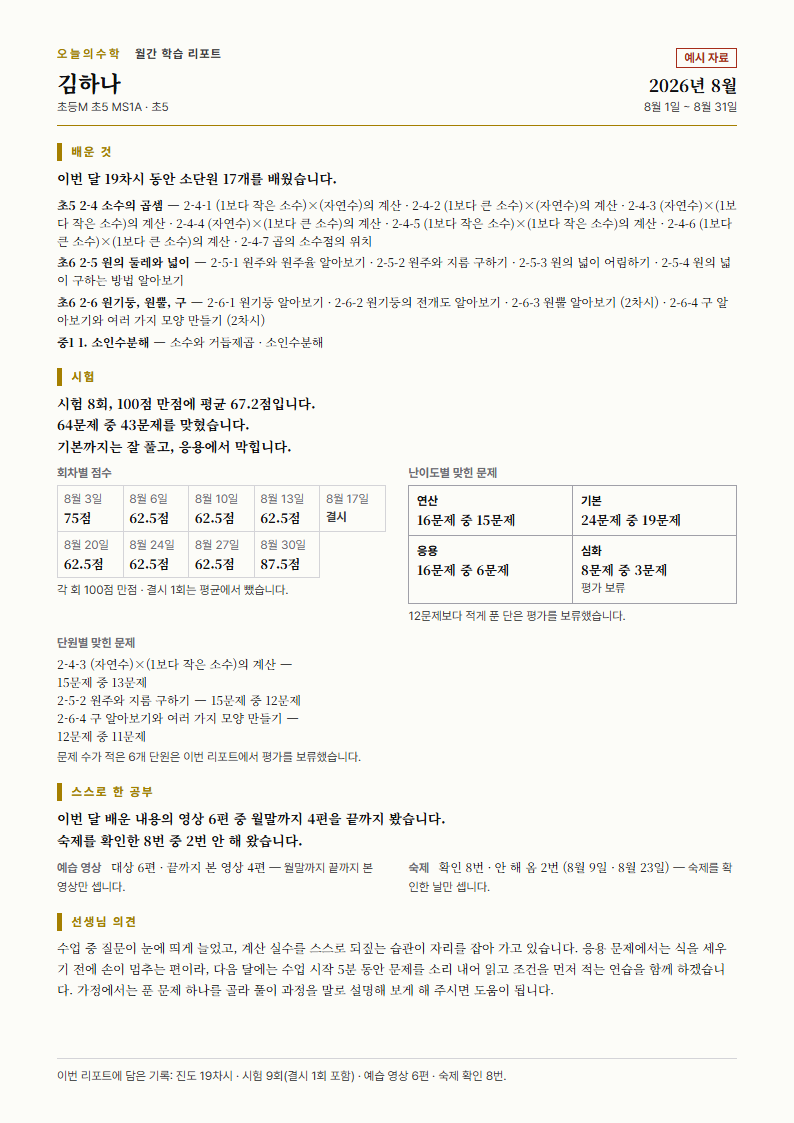 오늘의수학 월간 학습 리포트
예시 자료
김하나
2026년 8월
초등M 초5 MS1A · 초5
8월 1일 ~ 8월 31일
배운 것
이번 달 19차시 동안 소단원 17개를 배웠습니다.
초5 2-4 소수의 곱셈 — 2-4-1 (1보다 작은 소수)×(자연수)의 계산 · 2-4-2 (1보다 큰 소수)×(자연수)의 계산 · 2-4-3 (자연수)×(1보
다 작은 소수)의 계산 · 2-4-4 (자연수)×(1보다 큰 소수)의 계산 · 2-4-5 (1보다 작은 소수)×(1보다 작은 소수)의 계산 · 2-4-6 (1보다
큰 소수)×(1보다 큰 소수)의 계산 · 2-4-7 곱의 소수점의 위치
초6 2-5 원의 둘레와 넓이 — 2-5-1 원주와 원주율 알아보기 · 2-5-2 원주와 지름 구하기 · 2-5-3 원의 넓이 어림하기 · 2-5-4 원의 넓
이 구하는 방법 알아보기
초6 2-6 원기둥, 원뿔, 구 — 2-6-1 원기둥 알아보기 · 2-6-2 원기둥의 전개도 알아보기 · 2-6-3 원뿔 알아보기 (2차시) · 2-6-4 구 알
아보기와 여러 가지 모양 만들기 (2차시)
중1 1. 소인수분해 — 소수와 거듭제곱 · 소인수분해
시험
시험 8회, 100점 만점에 평균 67.2점입니다.
64문제 중 43문제를 맞혔습니다.
기본까지는 잘 풀고, 응용에서 막힙니다.
회차별 점수
8월 3일 8월 6일 8월 10일 8월 13일 8월 17일
75점 62.5점 62.5점 62.5점 결시
8월 20일 8월 24일 8월 27일 8월 30일
62.5점 62.5점 62.5점 87.5점
각 회 100점 만점 · 결시 1회는 평균에서 뺐습니다.
난이도별 맞힌 문제
연산 기본
16문제 중 15문제 24문제 중 19문제
응용 심화
16문제 중 6문제 8문제 중 3문제
평가 보류
12문제보다 적게 푼 단은 평가를 보류했습니다.
단원별 맞힌 문제
2-4-3 (자연수)×(1보다 작은 소수)의 계산 —
15문제 중 13문제
2-5-2 원주와 지름 구하기 — 15문제 중 12문제
2-6-4 구 알아보기와 여러 가지 모양 만들기 —
12문제 중 11문제
문제 수가 적은 6개 단원은 이번 리포트에서 평가를 보류했습니다.
스스로 한 공부
이번 달 배운 내용의 영상 6편 중 월말까지 4편을 끝까지 봤습니다.
숙제를 확인한 8번 중 2번 안 해 왔습니다.
예습 영상 대상 6편 · 끝까지 본 영상 4편 — 월말까지 끝까지 본
영상만 셉니다.
숙제 확인 8번 · 안 해 옴 2번 (8월 9일 · 8월 23일) — 숙제를 확
인한 날만 셉니다.
선생님 의견
수업 중 질문이 눈에 띄게 늘었고, 계산 실수를 스스로 되짚는 습관이 자리를 잡아 가고 있습니다. 응용 문제에서는 식을 세우
기 전에 손이 멈추는 편이라, 다음 달에는 수업 시작 5분 동안 문제를 소리 내어 읽고 조건을 먼저 적는 연습을 함께 하겠습니
다. 가정에서는 푼 문제 하나를 골라 풀이 과정을 말로 설명해 보게 해 주시면 도움이 됩니다.
이번 리포트에 담은 기록: 진도 19차시 · 시험 9회(결시 1회 포함) · 예습 영상 6편 · 숙제 확인 8번.